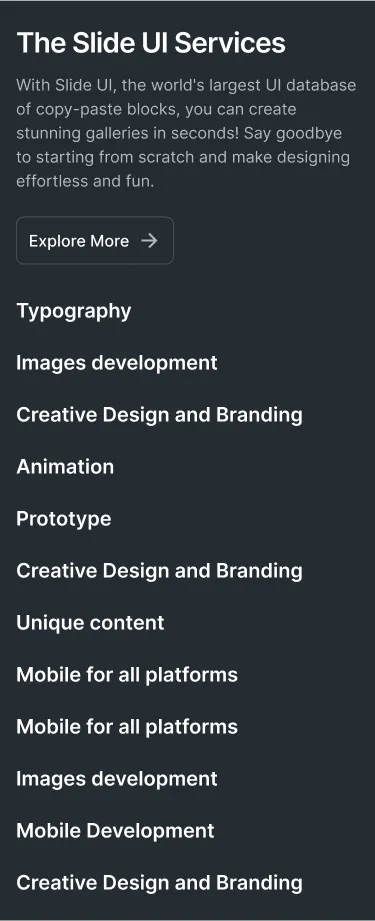 The Slide UI Services
With Slide UI, the world's largest UI database
of copy-paste blocks, you can create
stunning galleries in seconds! Say goodbye
to starting from scratch and make designing
effortless and fun.
Explore More
Typography
Images development
Creative Design and Branding
Animation
Prototype
Creative Design and Branding
Unique content
Mobile for all platforms
Mobile for all platforms
Images development
Mobile Development
Creative Design and Branding